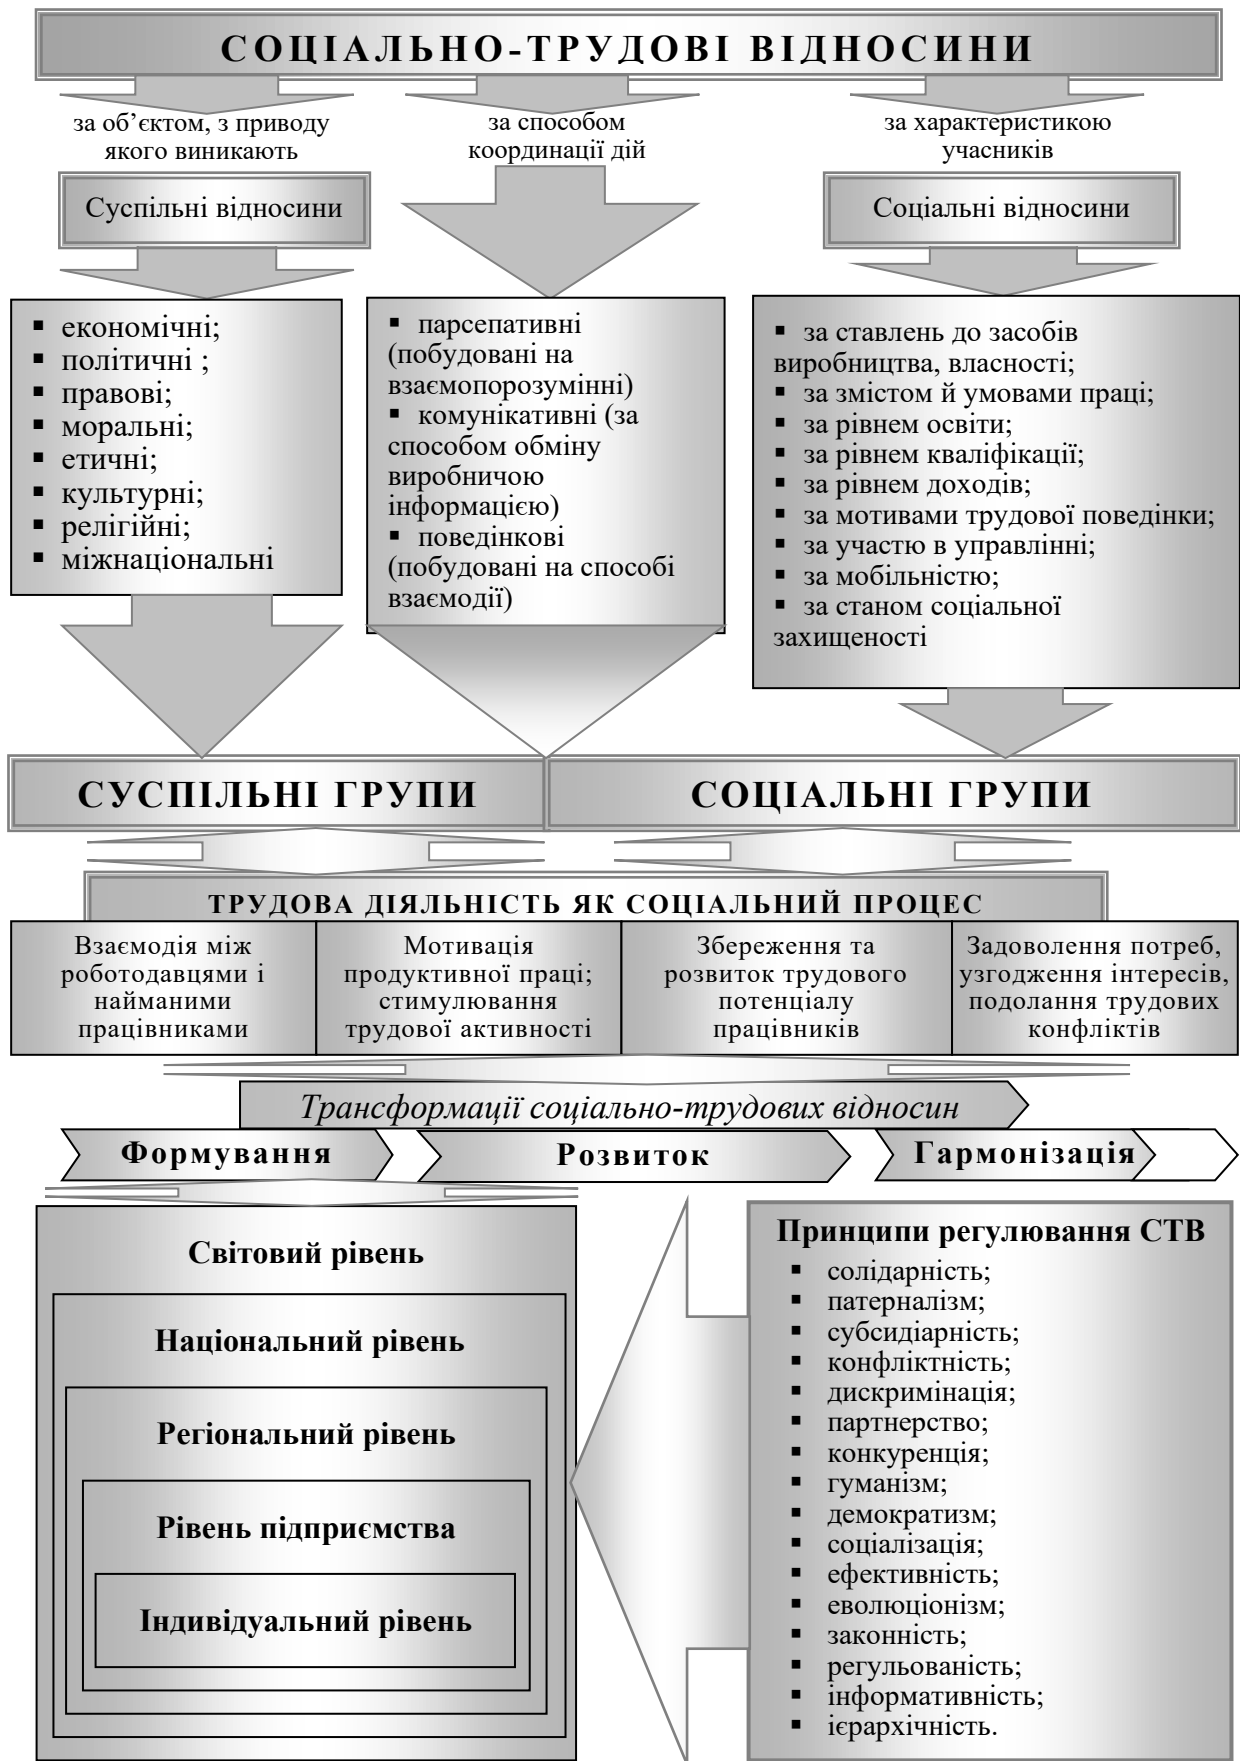 СОЦІАЛЬНО-ТРУДОВІ ВІДНОСИНИ
за об’єктом, з приводу
якого виникають
Суспільні відносини
▪ економічні;
▪ політичні ;
▪ правові;
▪ моральні;
▪ етичні;
▪ культурні;
▪ релігійні;
▪ міжнаціональні
за способом
координації дій
▪ парсепативні
(побудовані на
взаємопорозумінні)
▪ комунікативні (за
способом обміну
виробничою
інформацією)
▪ поведінкові
(побудовані на способі
взаємодії)
за характеристикою
учасників
Соціальні відносини
▪ за ставлень до засобів
виробництва, власності;
▪ за змістом й умовами праці;
▪ за рівнем освіти;
▪ за рівнем кваліфікації;
▪ за рівнем доходів;
▪ за мотивами трудової поведінки;
▪ за участю в управлінні;
▪ за мобільністю;
▪ за станом соціальної
захищеності
СУСПІЛЬНІ ГРУПИ
СОЦІАЛЬНІ ГРУПИ
ТРУДОВА ДІЯЛЬНІСТЬ ЯК СОЦІАЛЬНИЙ ПРОЦЕС
Взаємодія між
роботодавцями і
найманими
працівниками
Мотивація
продуктивної праці;
стимулювання
трудової активності
Збереження та
розвиток трудового
потенціалу
працівників
Задоволення потреб,
узгодження інтересів,
подолання трудових
конфліктів
Трансформації соціально-трудових відносин
Формування
Розвиток
Гармонізація
Світовий рівень
Національний рівень
Регіональний рівень
Рівень підприємства
Індивідуальний рівень
Принципи регулювання СТВ
▪ солідарність;
▪ патерналізм;
▪ субсидіарність;
▪ конфліктність;
▪ дискримінація;
▪ партнерство;
▪ конкуренція;
▪ гуманізм;
▪ демократизм;
▪ соціалізація;
▪ ефективність;
▪ еволюціонізм;
▪ законність;
▪ регульованість;
▪ інформативність;
▪ ієрархічність.